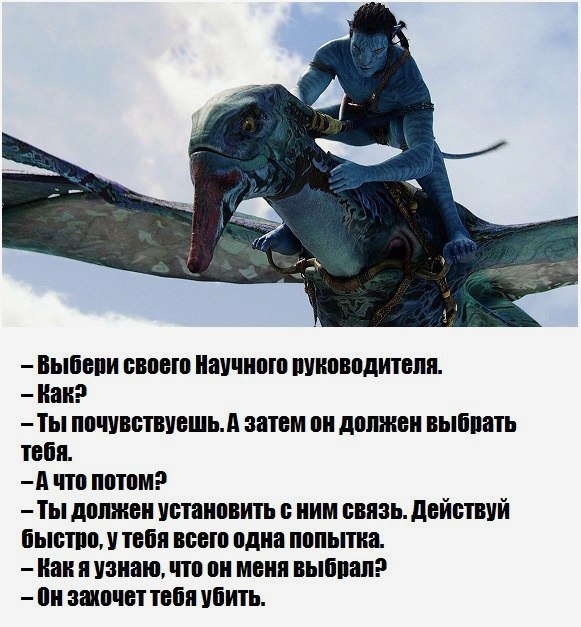 – Выбери своего Научного руководителя.
– Как?
– Ты почувствуешь. А затем он должен выбрать
тебя.
– А что потом?
– Ты должен установить с ним связь. Действуй
быстро, у тебя всего одна попытка.
– Как я узнаю, что он меня выбрал?
– Он захочет тебя убить.